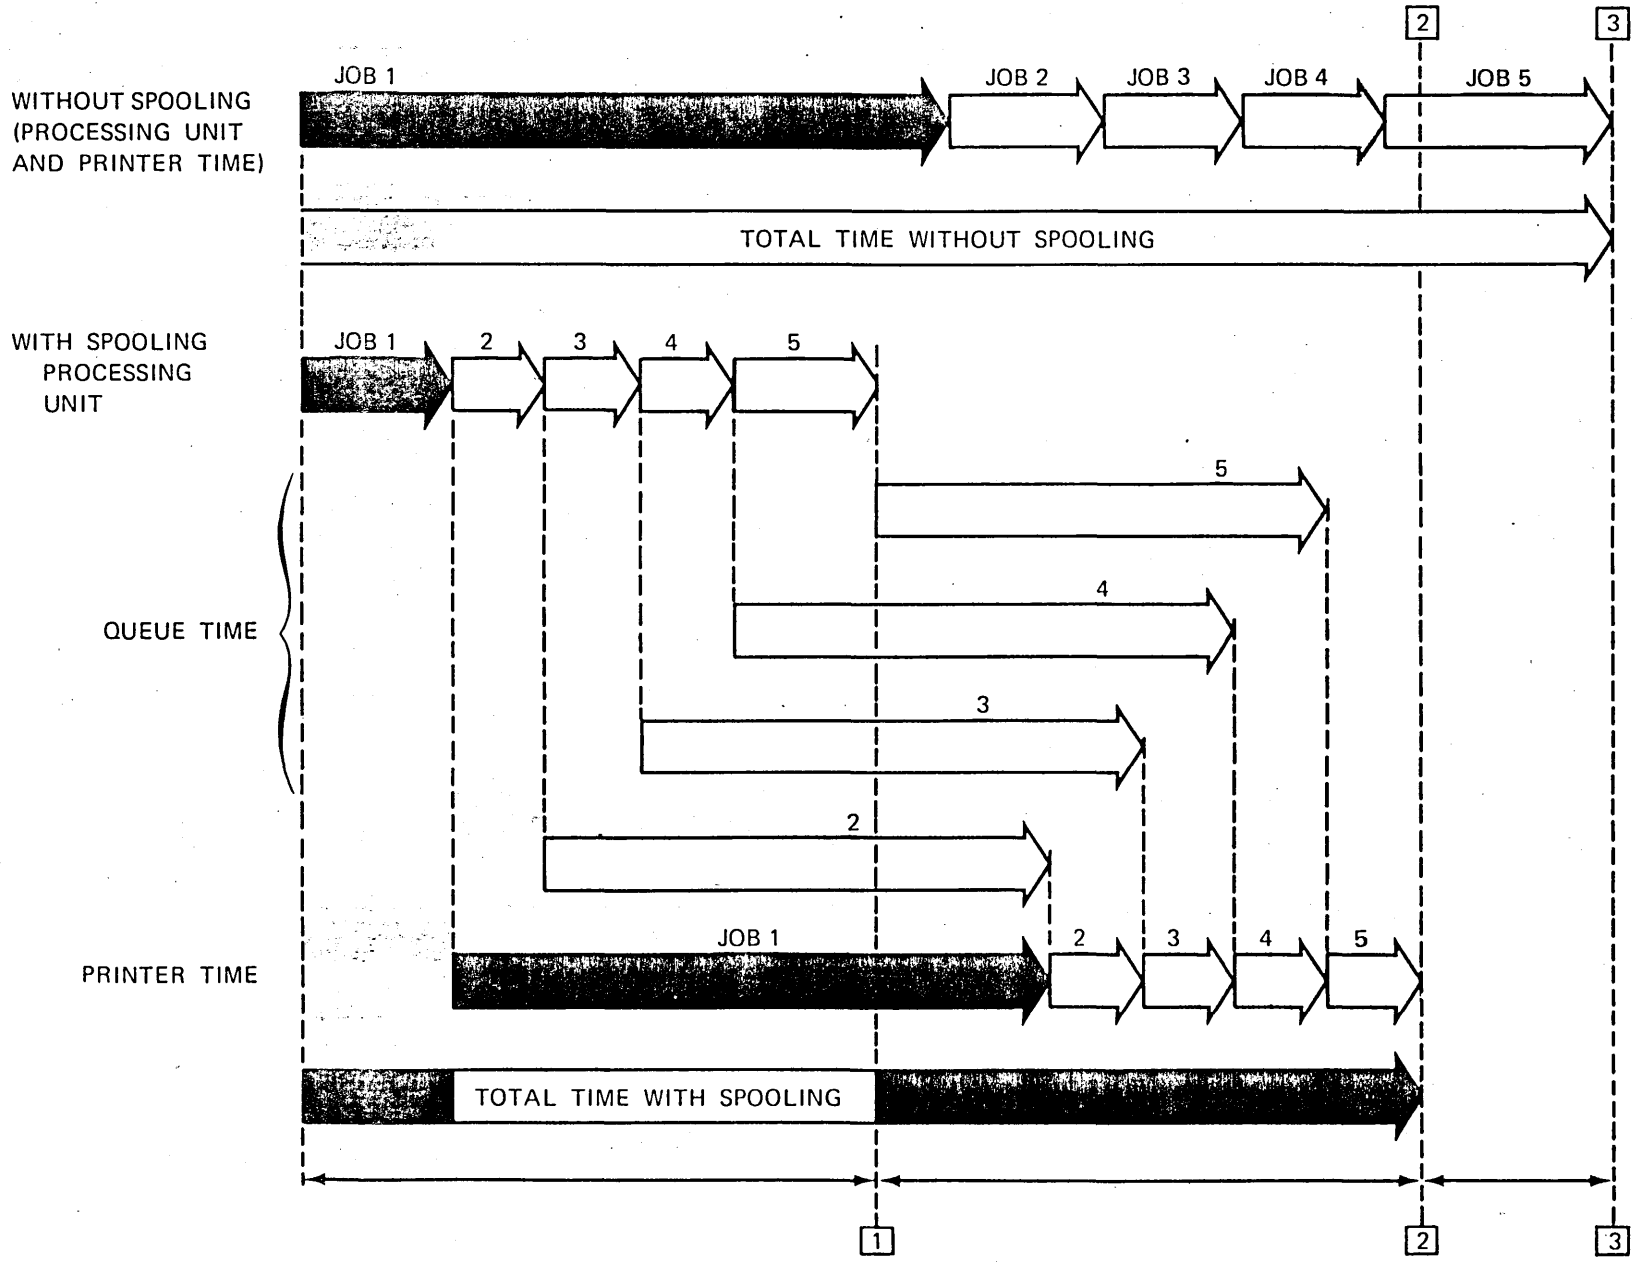 2 3
JOB 1 JOB 2 JOB 3 JOB 4 JOB 5
WITHOUT SPOOLING
(PROCESSING UNIT
AND PRINTER TIME)
TOTAL TIME WITHOUT SPOOLING
WITH SPOOLING
PROCESSING
UNIT
JOB 1 2 3 4 5
5
4
QUEUE TIME
3
2
JOB 1 2 3 4 5
PRINTER TIME
TOTAL TIME WITH SPOOLING
1 2 3